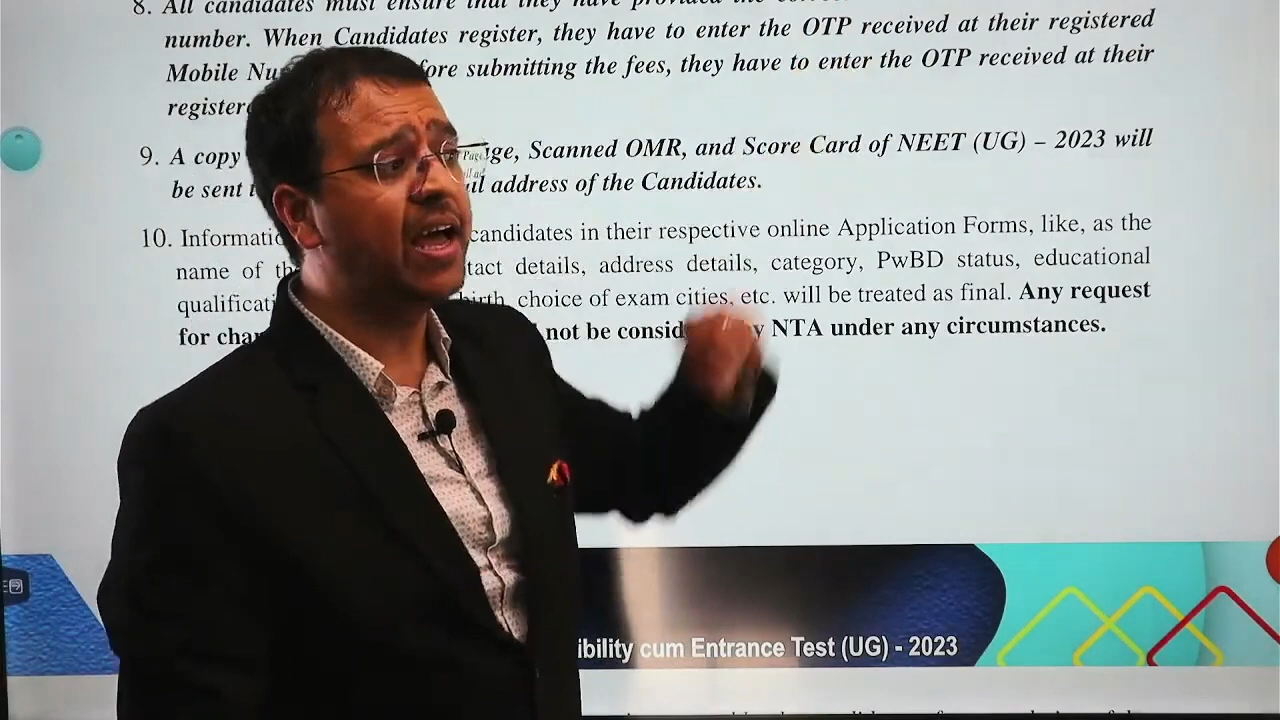 8. All candidates must ensure that they have provided the
number. When Candidates register, they have to enter the OTP received at their registered
Mobile Nu fore submitting the fees, they have to enter the OTP received at their
registere
9. A copy ge, Scanned OMR, and Score Card of NEET (UG) – 2023 will
be sent address of the Candidates.
10. Informatio candidates in their respective online Application Forms, like, as the
name of th tact details, address details, category, PwBD status, educational
qualificati birth, choice of exam cities, etc. will be treated as final. Any request
for cha not be consid y NTA under any circumstances.
ibility cum Entrance Test (UG) - 2023